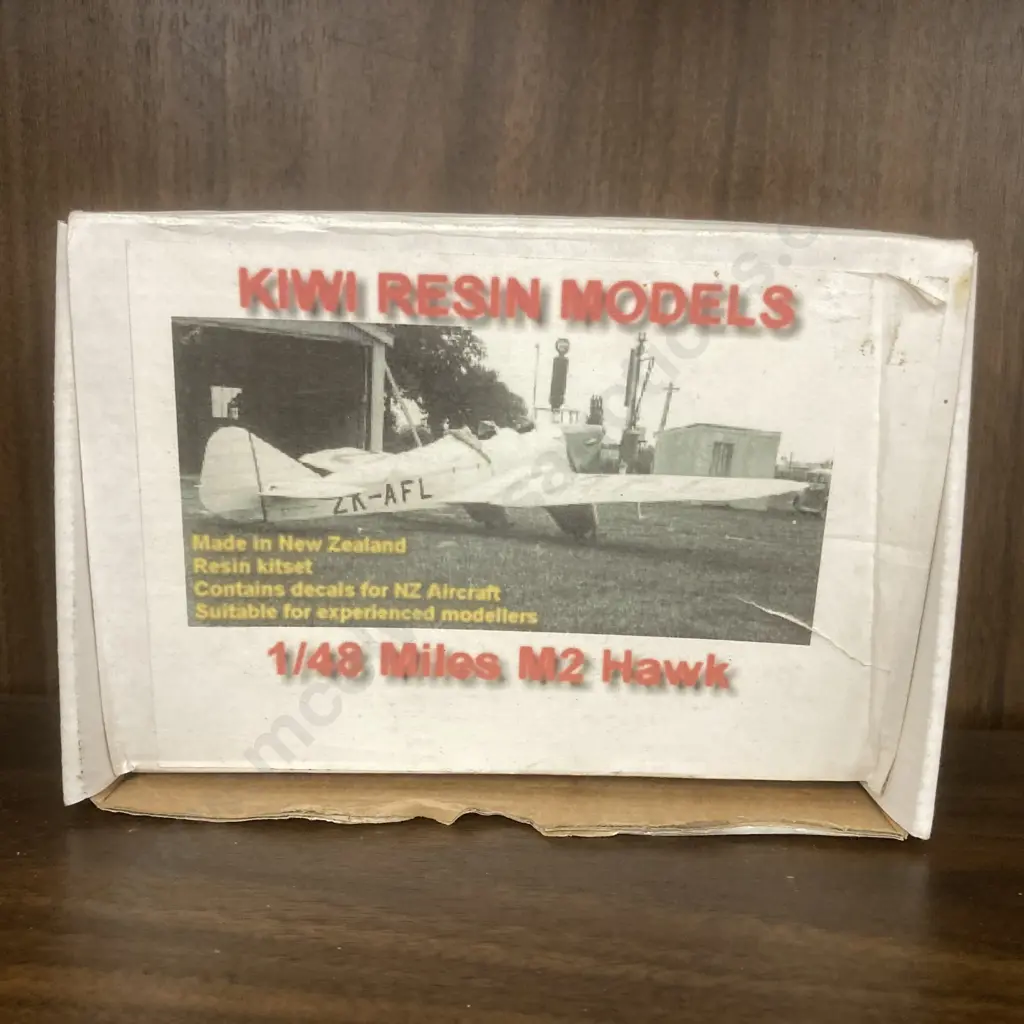 KIWI RESIN MODELS
ZK-AFL
Made in New Zealand
Resin kitset
Contains decals for NZ Aircraft
Suitable for experienced modellers
1/48 Miles M2 Hawk